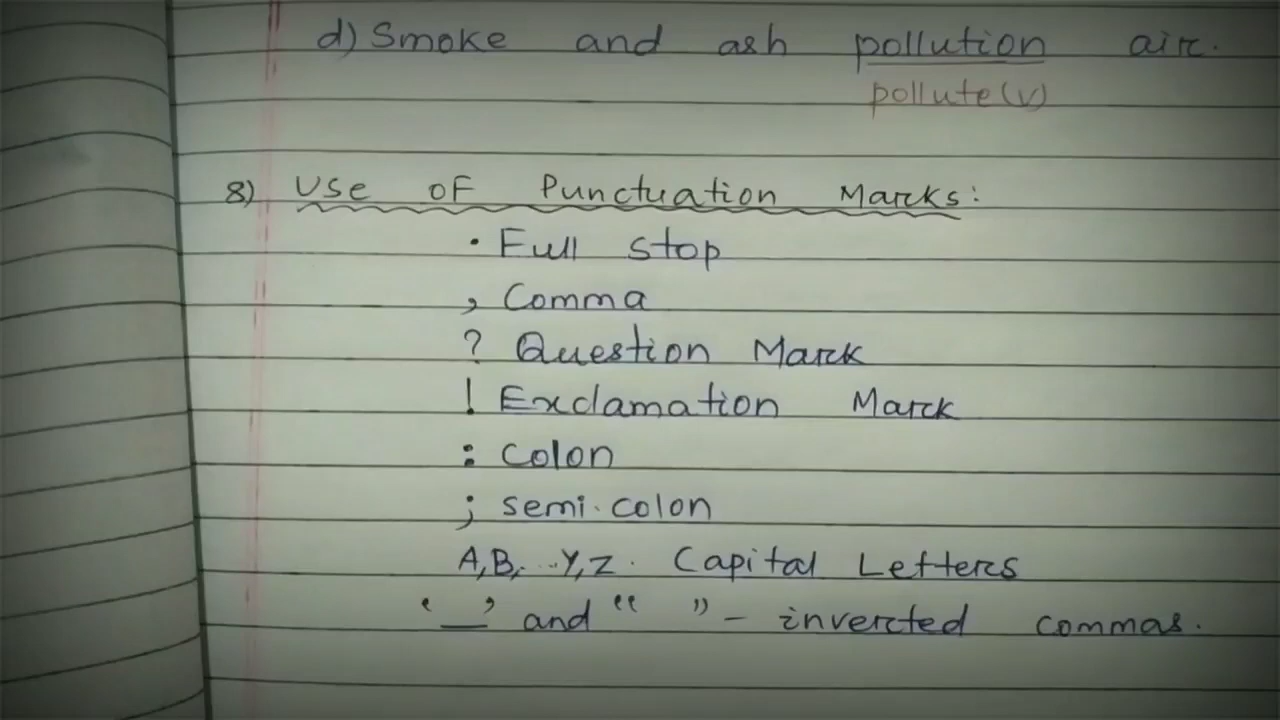 d) Smoke and ash pollution air.
pollute (v)
8) Use of Punctuation Marks:
. Full stop
, Comma
? Question Mark
! Exclamation Mark
: Colon
; semi.colon
A,B, ..Y,Z. Capital Letters
‘__’ and “ ” – inverted commas.